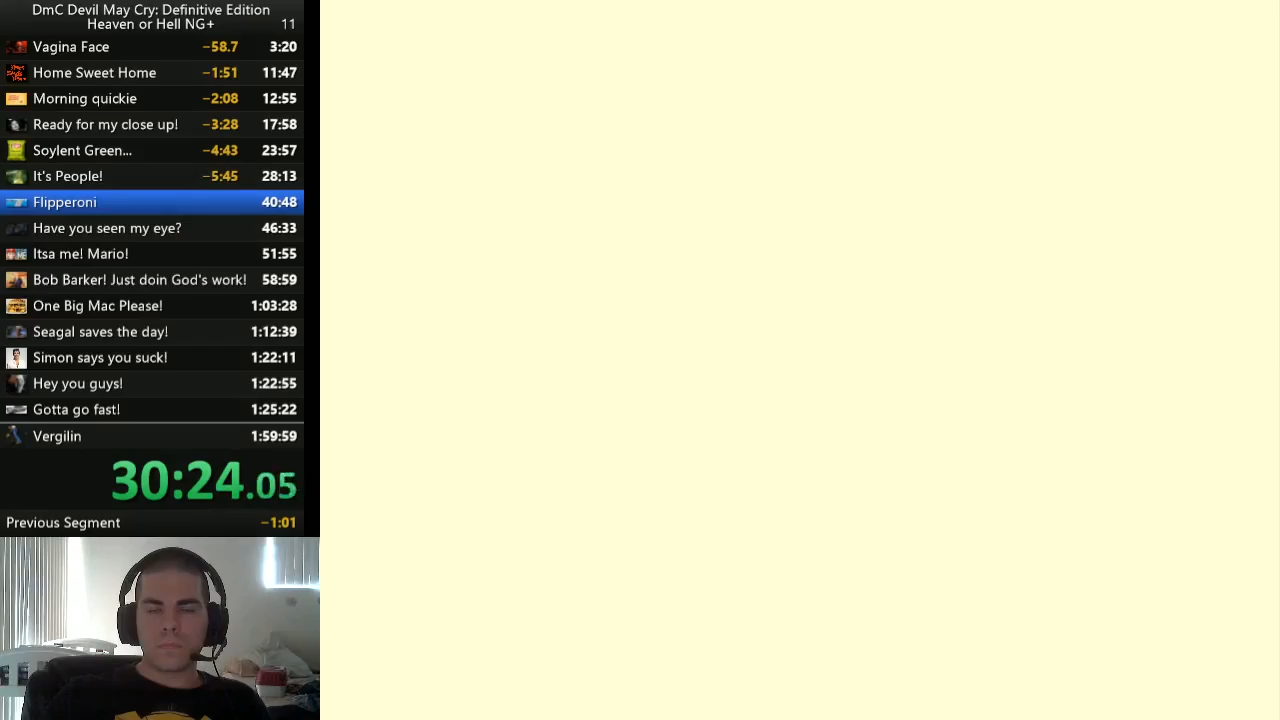 DmC Devil May Cry: Definitive Edition
Heaven or Hell NG+ 11
Vagina Face −58.7 3:20
Home Sweet Home −1:51 11:47
Morning quickie −2:08 12:55
Ready for my close up! −3:28 17:58
Soylent Green... −4:43 23:57
It's People! −5:45 28:13
Flipperoni 40:48
Have you seen my eye? 46:33
Itsa me! Mario! 51:55
Bob Barker! Just doin God's work! 58:59
One Big Mac Please! 1:03:28
Seagal saves the day! 1:12:39
Simon says you suck! 1:22:11
Hey you guys! 1:22:55
Gotta go fast! 1:25:22
Vergilin 1:59:59
30:24.05
Previous Segment −1:01